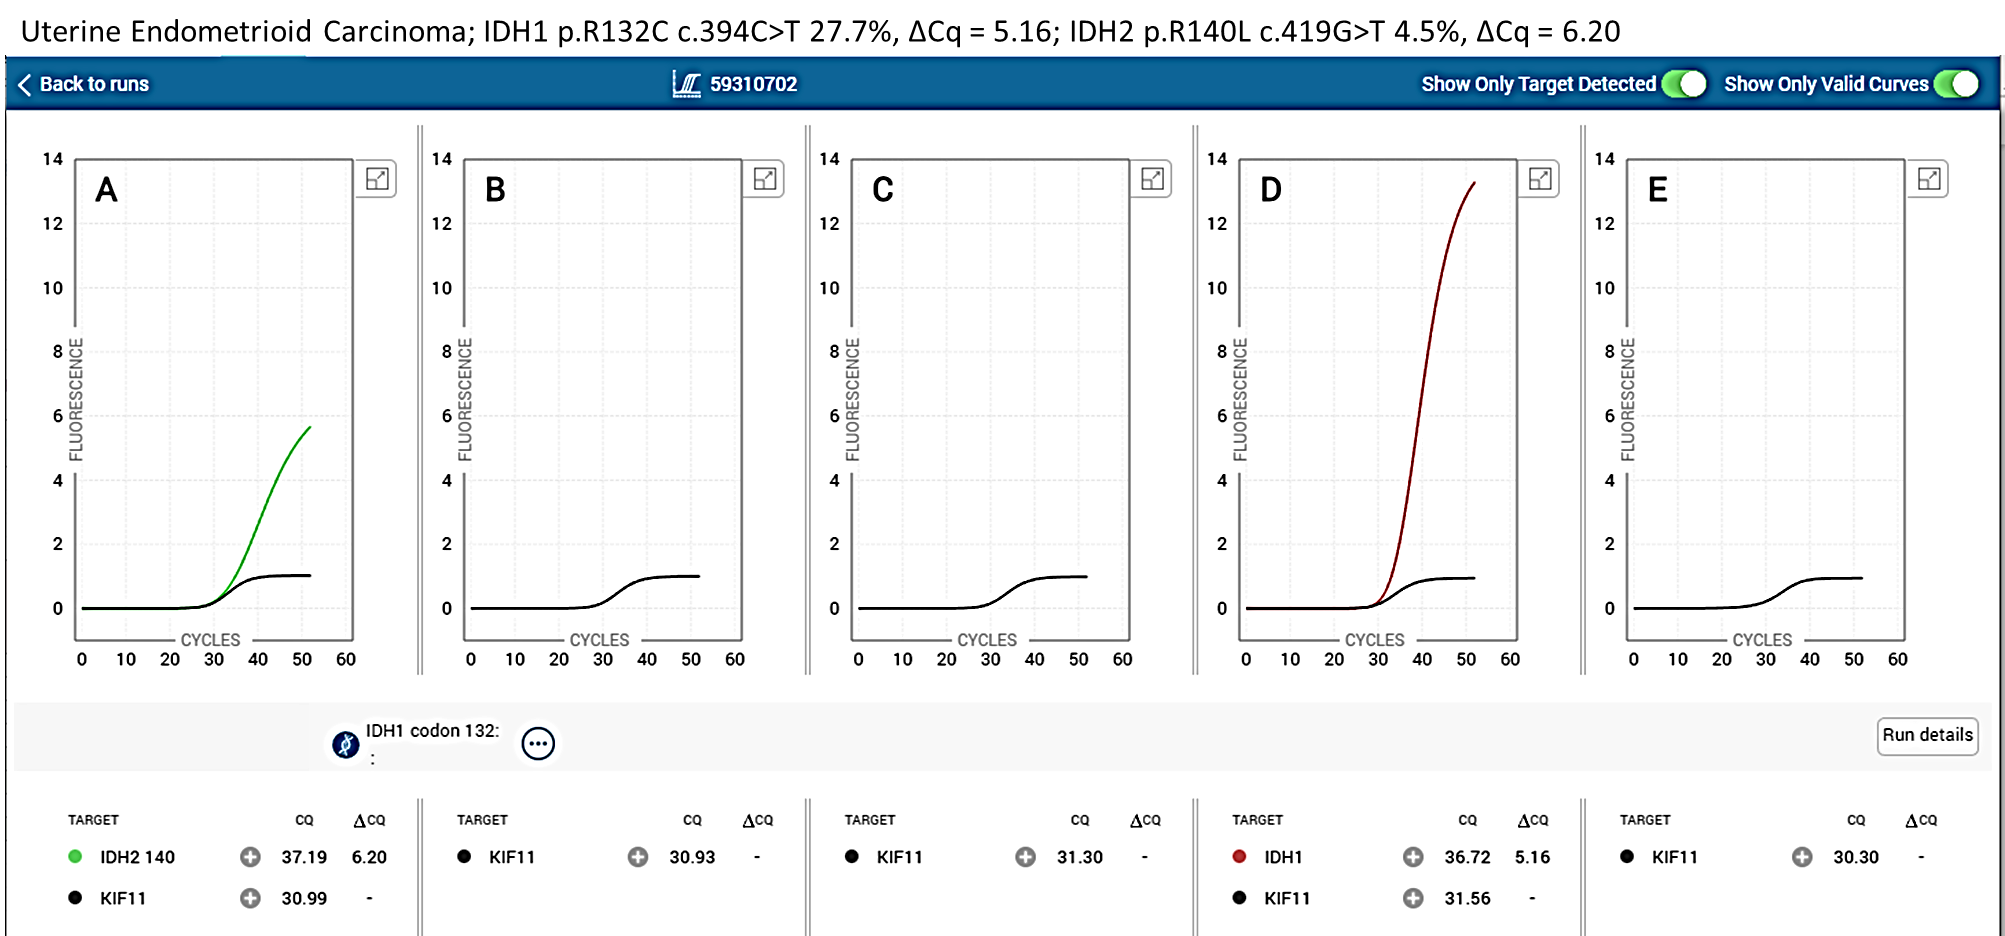 Uterine Endometrioid Carcinoma; IDH1 p.R132C c.394C>T 27.7%, ΔCq = 5.16; IDH2 p.R140L c.419G>T 4.5%, ΔCq = 6.20
Back to runs 59310702 Show Only Target Detected Show Only Valid Curves
A
14
12
10
8
6
4
2
0
FLUORESCENCE
CYCLES
0 10 20 30 40 50 60
B
14
12
10
8
6
4
2
0
FLUORESCENCE
CYCLES
0 10 20 30 40 50 60
C
14
12
10
8
6
4
2
0
FLUORESCENCE
CYCLES
0 10 20 30 40 50 60
D
14
12
10
8
6
4
2
0
FLUORESCENCE
CYCLES
0 10 20 30 40 50 60
E
14
12
10
8
6
4
2
0
FLUORESCENCE
CYCLES
0 10 20 30 40 50 60
IDH1 codon 132:
:
Run details
TARGET CQ ΔCQ
IDH2 140 37.19 6.20
KIF11 30.99 -
TARGET CQ ΔCQ
KIF11 30.93 -
TARGET CQ ΔCQ
KIF11 31.30 -
TARGET CQ ΔCQ
IDH1 36.72 5.16
KIF11 31.56 -
TARGET CQ ΔCQ
KIF11 30.30 -